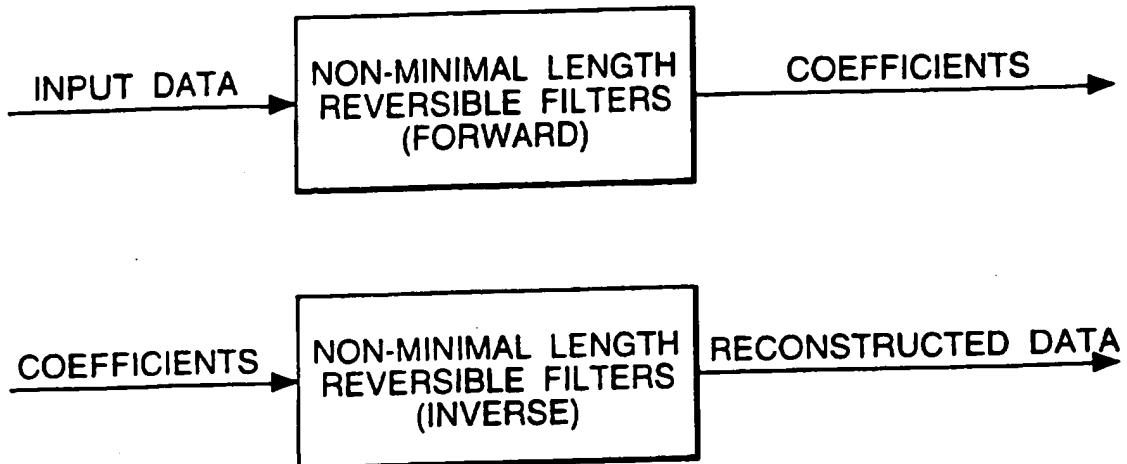 INPUT DATA
NON-MINIMAL LENGTH
REVERSIBLE FILTERS
(FORWARD)
COEFFICIENTS
COEFFICIENTS
NON-MINIMAL LENGTH
REVERSIBLE FILTERS
(INVERSE)
RECONSTRUCTED DATA